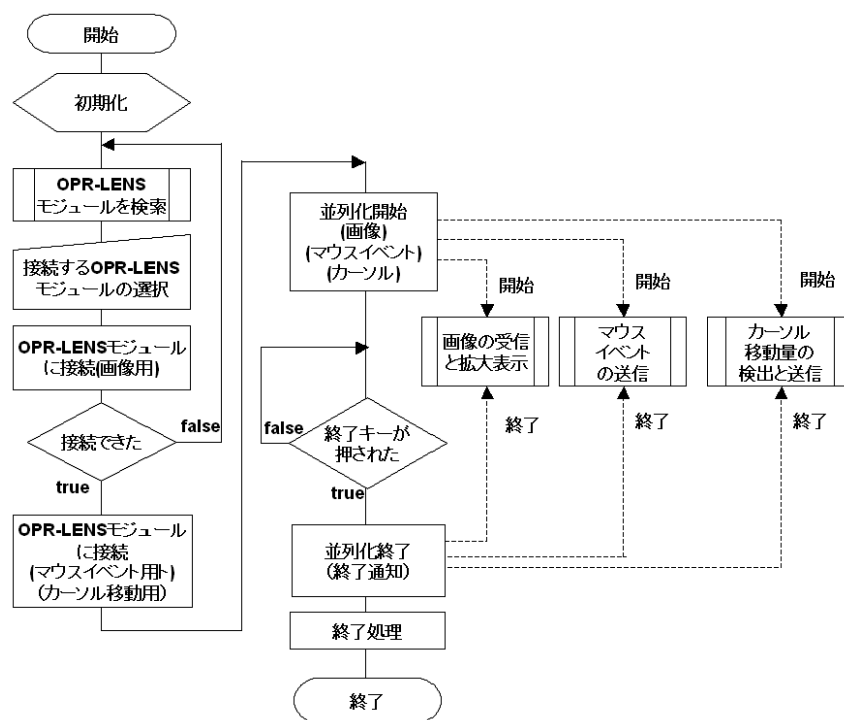 開始
初期化
OPR-LENS
モジュールを検索
接続するOPR-LENS
モジュールの選択
OPR-LENSモジュール
に接続(画像用)
接続できた
false
true
OPR-LENSモジュール
に接続
(マウスイベント用ト)
(カーソル移動用)
並列化開始
(画像)
(マウスイベント)
(カーソル)
開始
開始
開始
画像の受信
と拡大表示
マウス
イベント
の送信
カーソル
移動量の
検出と送信
終了
終了
終了
false
終了キーが
押された
true
並列化終了
(終了通知)
終了処理
終了